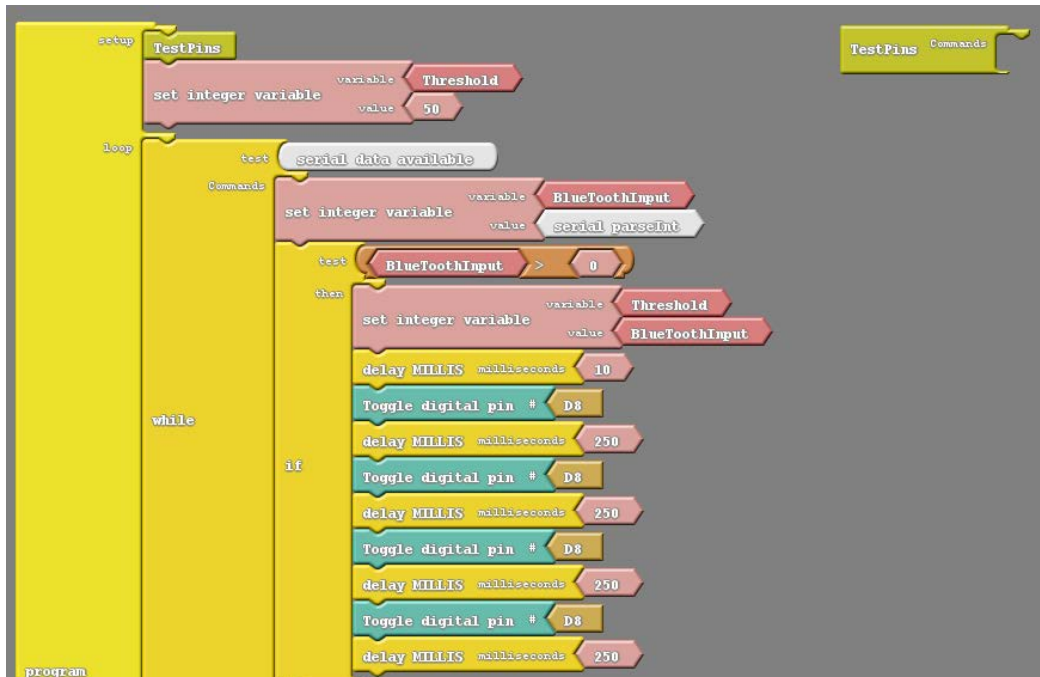 setup
TestPins
TestPins Commands
set integer variable variable Threshold
value 50
loop
test serial data available
Commands
set integer variable variable BlueToothInput
value serial parseInt
test BlueToothInput > 0
then
set integer variable variable Threshold
value BlueToothInput
delay MILLIS milliseconds 10
Toggle digital pin # D8
while
delay MILLIS milliseconds 250
if
Toggle digital pin # D8
delay MILLIS milliseconds 250
Toggle digital pin # D8
delay MILLIS milliseconds 250
Toggle digital pin # D8
delay MILLIS milliseconds 250
program